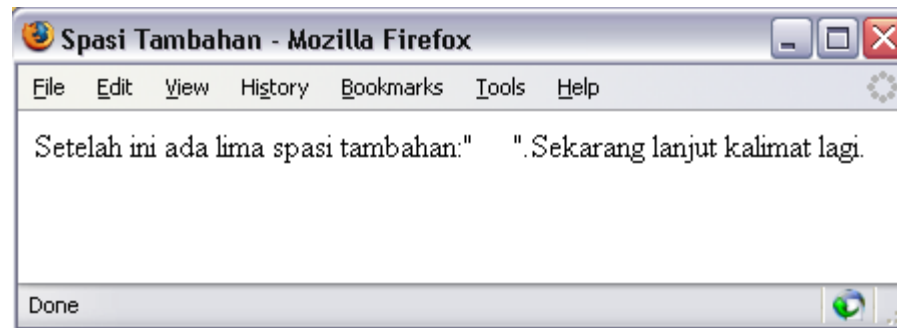 Spasi Tambahan - Mozilla Firefox
File Edit View History Bookmarks Tools Help
Setelah ini ada lima spasi tambahan:"     ".Sekarang lanjut kalimat lagi.
Done